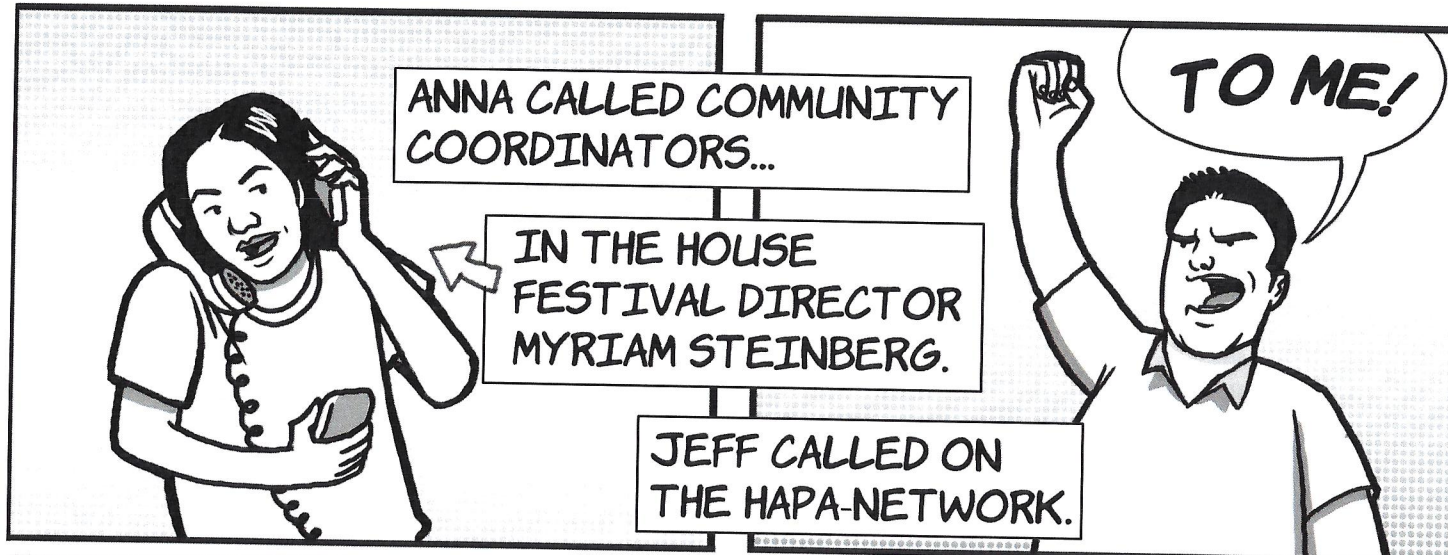 ANNA CALLED COMMUNITY
COORDINATORS...
IN THE HOUSE
FESTIVAL DIRECTOR
MYRIAM STEINBERG.
JEFF CALLED ON
THE HAPA-NETWORK.
TO ME!